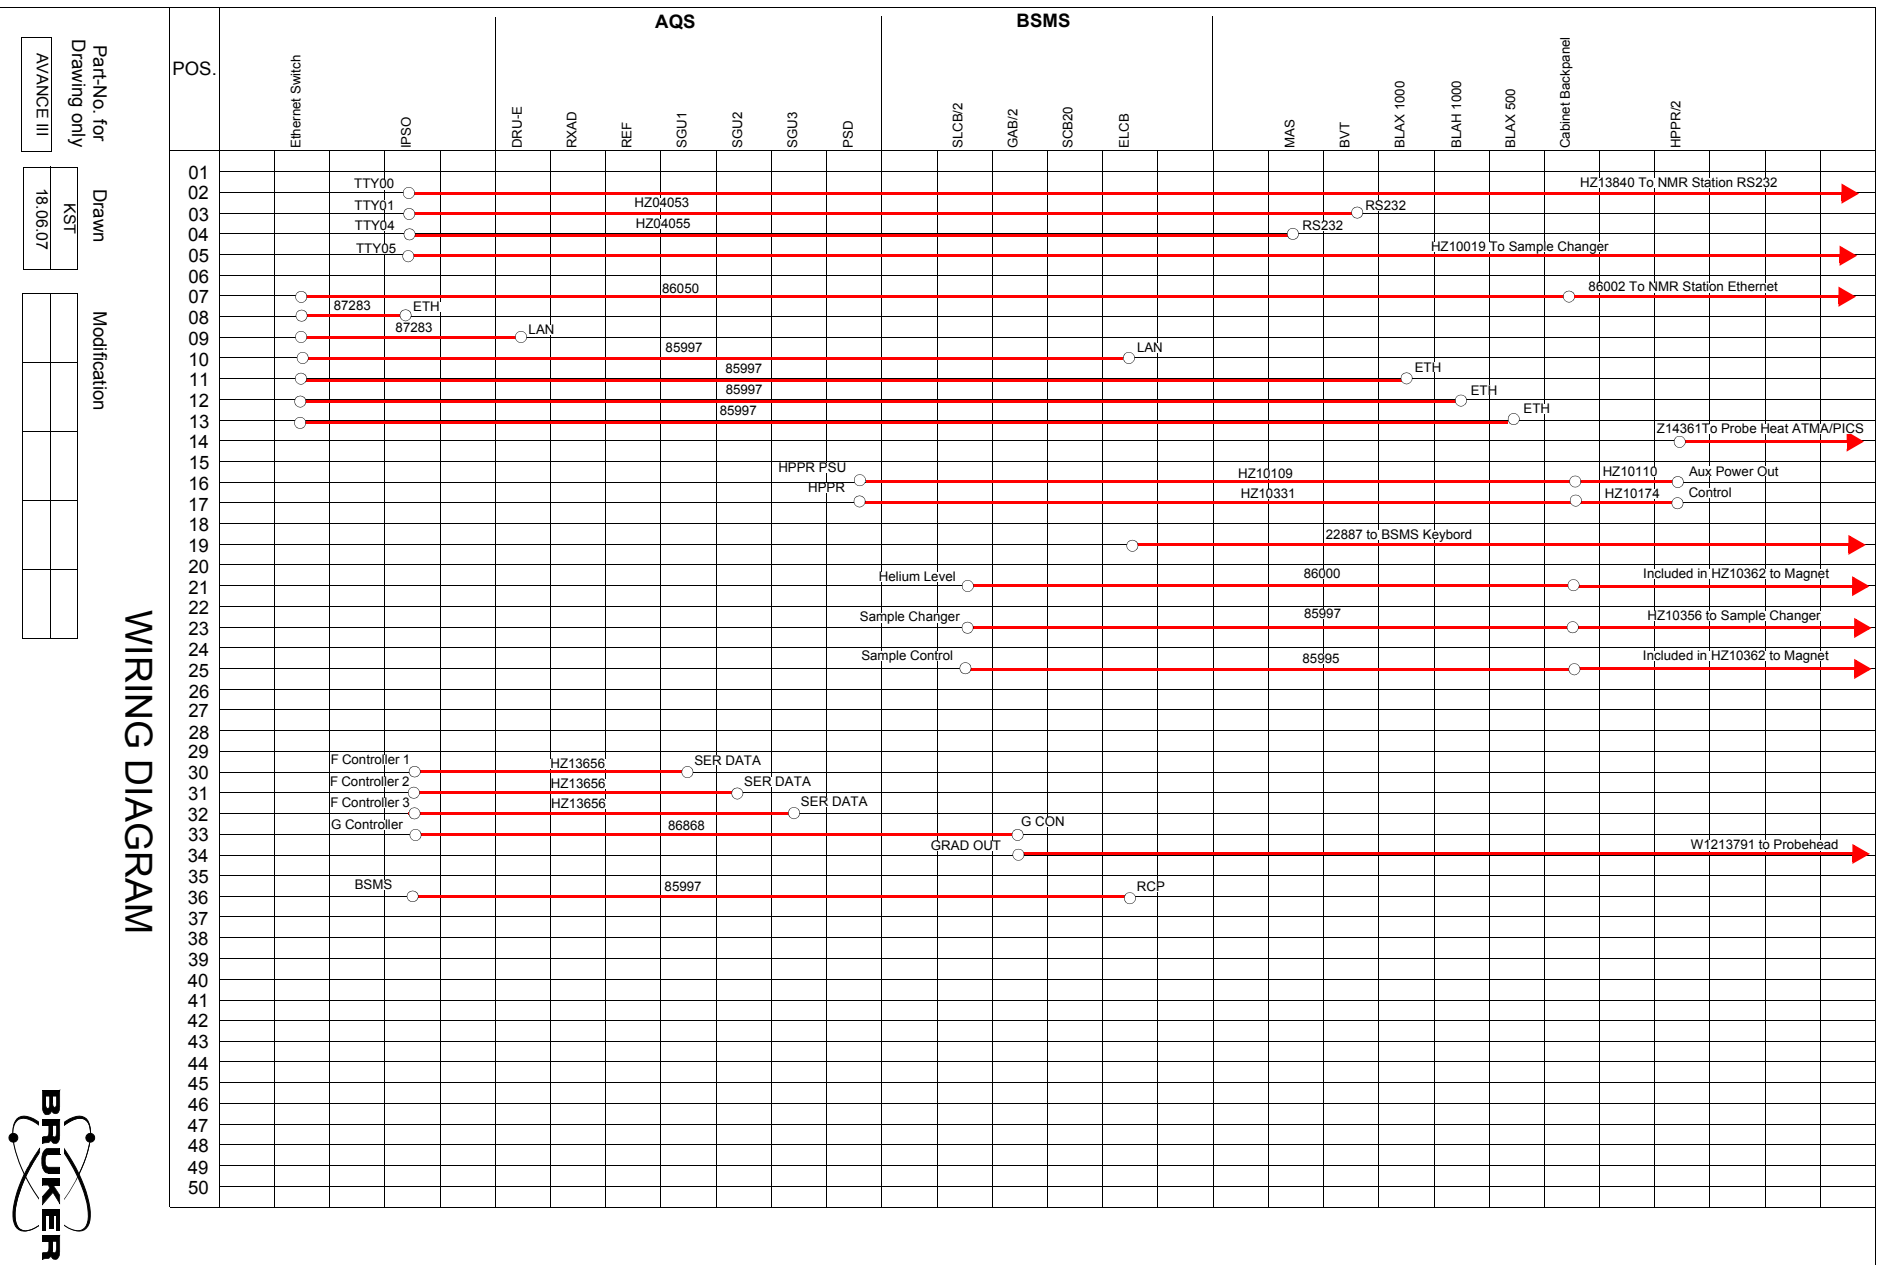 AQS
BSMS
POS.
Ethernet Switch
IPSO
DRU-E
RXAD
REF
SGU1
SGU2
SGU3
PSD
SLCB/2
GAB/2
SCB20
ELCB
MAS
BVT
BLAX 1000
BLAH 1000
BLAX 500
Cabinet Backpanel
HPPR/2
01
02 TTY00 HZ13840 To NMR Station RS232
03 TTY01 HZ04053 RS232
04 TTY04 HZ04055 RS232
05 TTY05 HZ10019 To Sample Changer
06
07 86050 86002 To NMR Station Ethernet
08 87283 ETH
09 87283 LAN
10 85997 LAN
11 85997 ETH
12 85997 ETH
13 85997 ETH
14 Z14361To Probe Heat ATMA/PICS
15
16 HPPR PSU HZ10109 HZ10110 Aux Power Out
17 HPPR HZ10331 HZ10174 Control
18
19 22887 to BSMS Keybord
20
21 Helium Level 86000 Included in HZ10362 to Magnet
22
23 Sample Changer 85997 HZ10356 to Sample Changer
24
25 Sample Control 85995 Included in HZ10362 to Magnet
26
27
28
29
30 F Controller 1 HZ13656 SER DATA
31 F Controller 2 HZ13656 SER DATA
32 F Controller 3 HZ13656 SER DATA
33 G Controller 86868 G CON
34 GRAD OUT W1213791 to Probehead
35
36 BSMS 85997 RCP
37
38
39
40
41
42
43
44
45
46
47
48
49
50
Part-No. for
Drawing only
AVANCE III
Drawn
KST
18.06.07
Modification
WIRING DIAGRAM
BRUKER